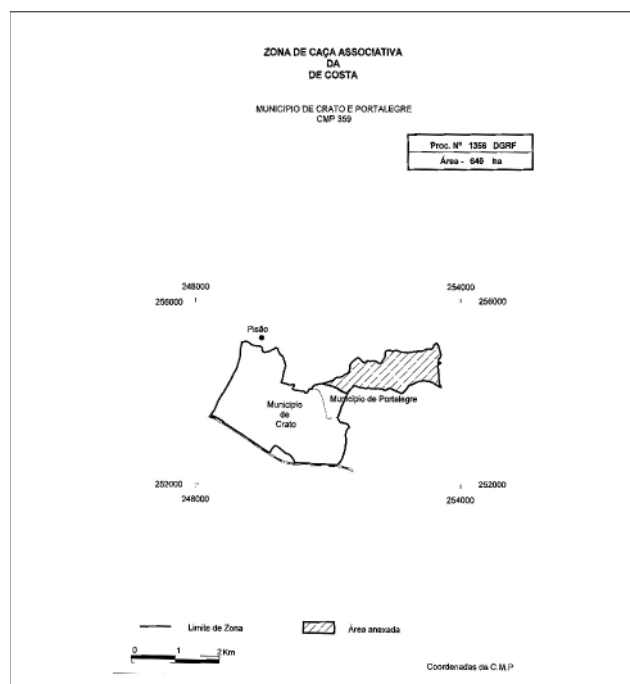 ZONA DE CAÇA ASSOCIATIVA
DA
DE COSTA
MUNICIPIO DE CRATO E PORTALEGRE
CMP 359
Proc. Nº 1356 DGRF
Área - 649 ha
248000
254000
256000
256000
Pisão
Município de Portalegre
Município
de
Crato
252000
252000
248000
254000
Limite de Zona
Área anexada
0 1 2 Km
Coordenadas da C.M.P